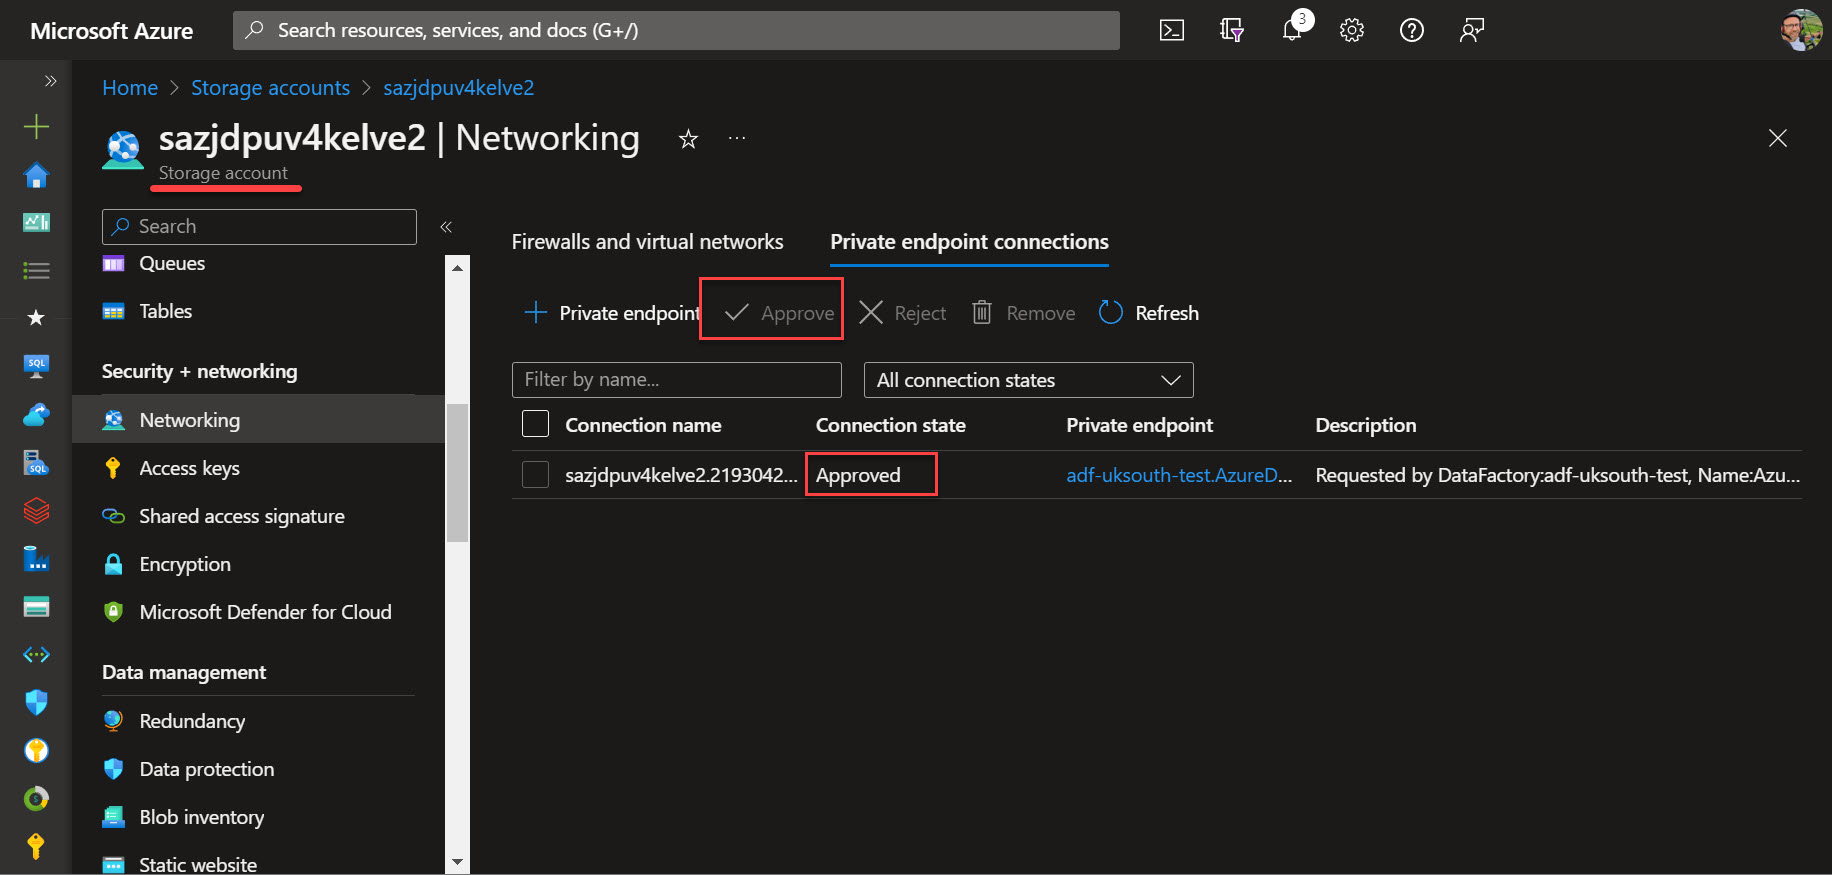 Microsoft Azure
Search resources, services, and docs (G+/)
3
Home > Storage accounts > sazjdpuv4kelve2
sazjdpuv4kelve2 | Networking
Storage account
Search
Queues
Tables
Security + networking
Networking
Access keys
Shared access signature
Encryption
Microsoft Defender for Cloud
Data management
Redundancy
Data protection
Blob inventory
Static website
Firewalls and virtual networks Private endpoint connections
Private endpoint Approve Reject Remove Refresh
Filter by name... All connection states
Connection name Connection state Private endpoint Description
sazjdpuv4kelve2.2193042... Approved adf-uksouth-test.AzureD... Requested by DataFactory:adf-uksouth-test, Name:Azu...
SQL
SQL